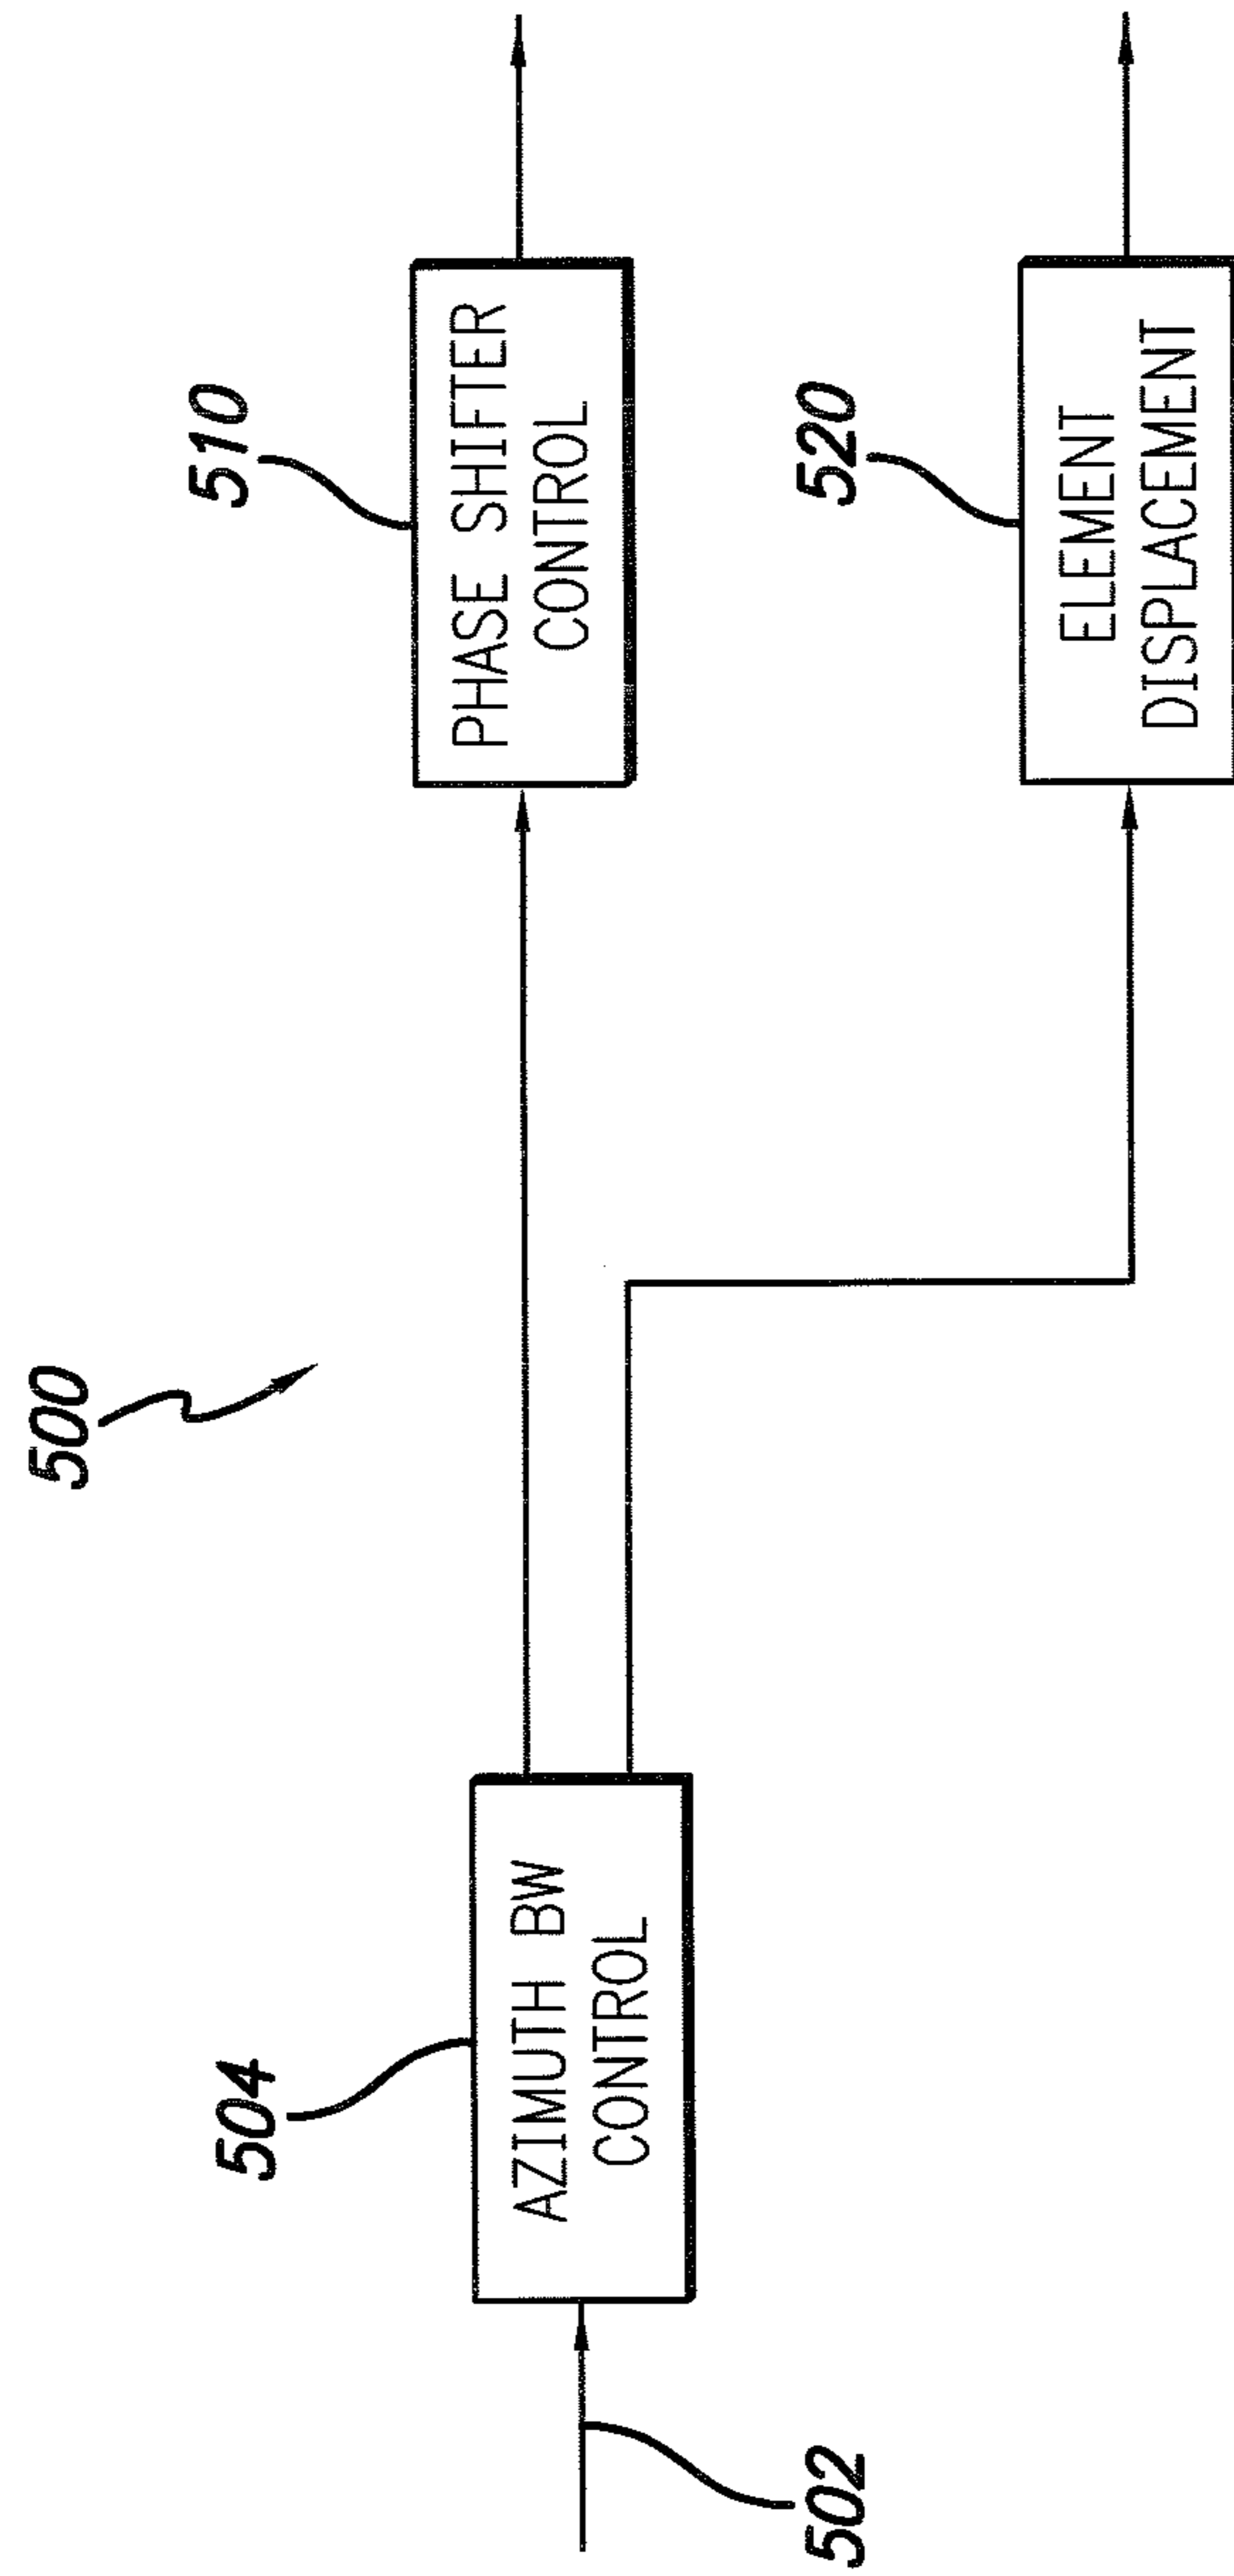 500
502
504
AZIMUTH BW
CONTROL
510
PHASE SHIFTER
CONTROL
520
ELEMENT
DISPLACEMENT